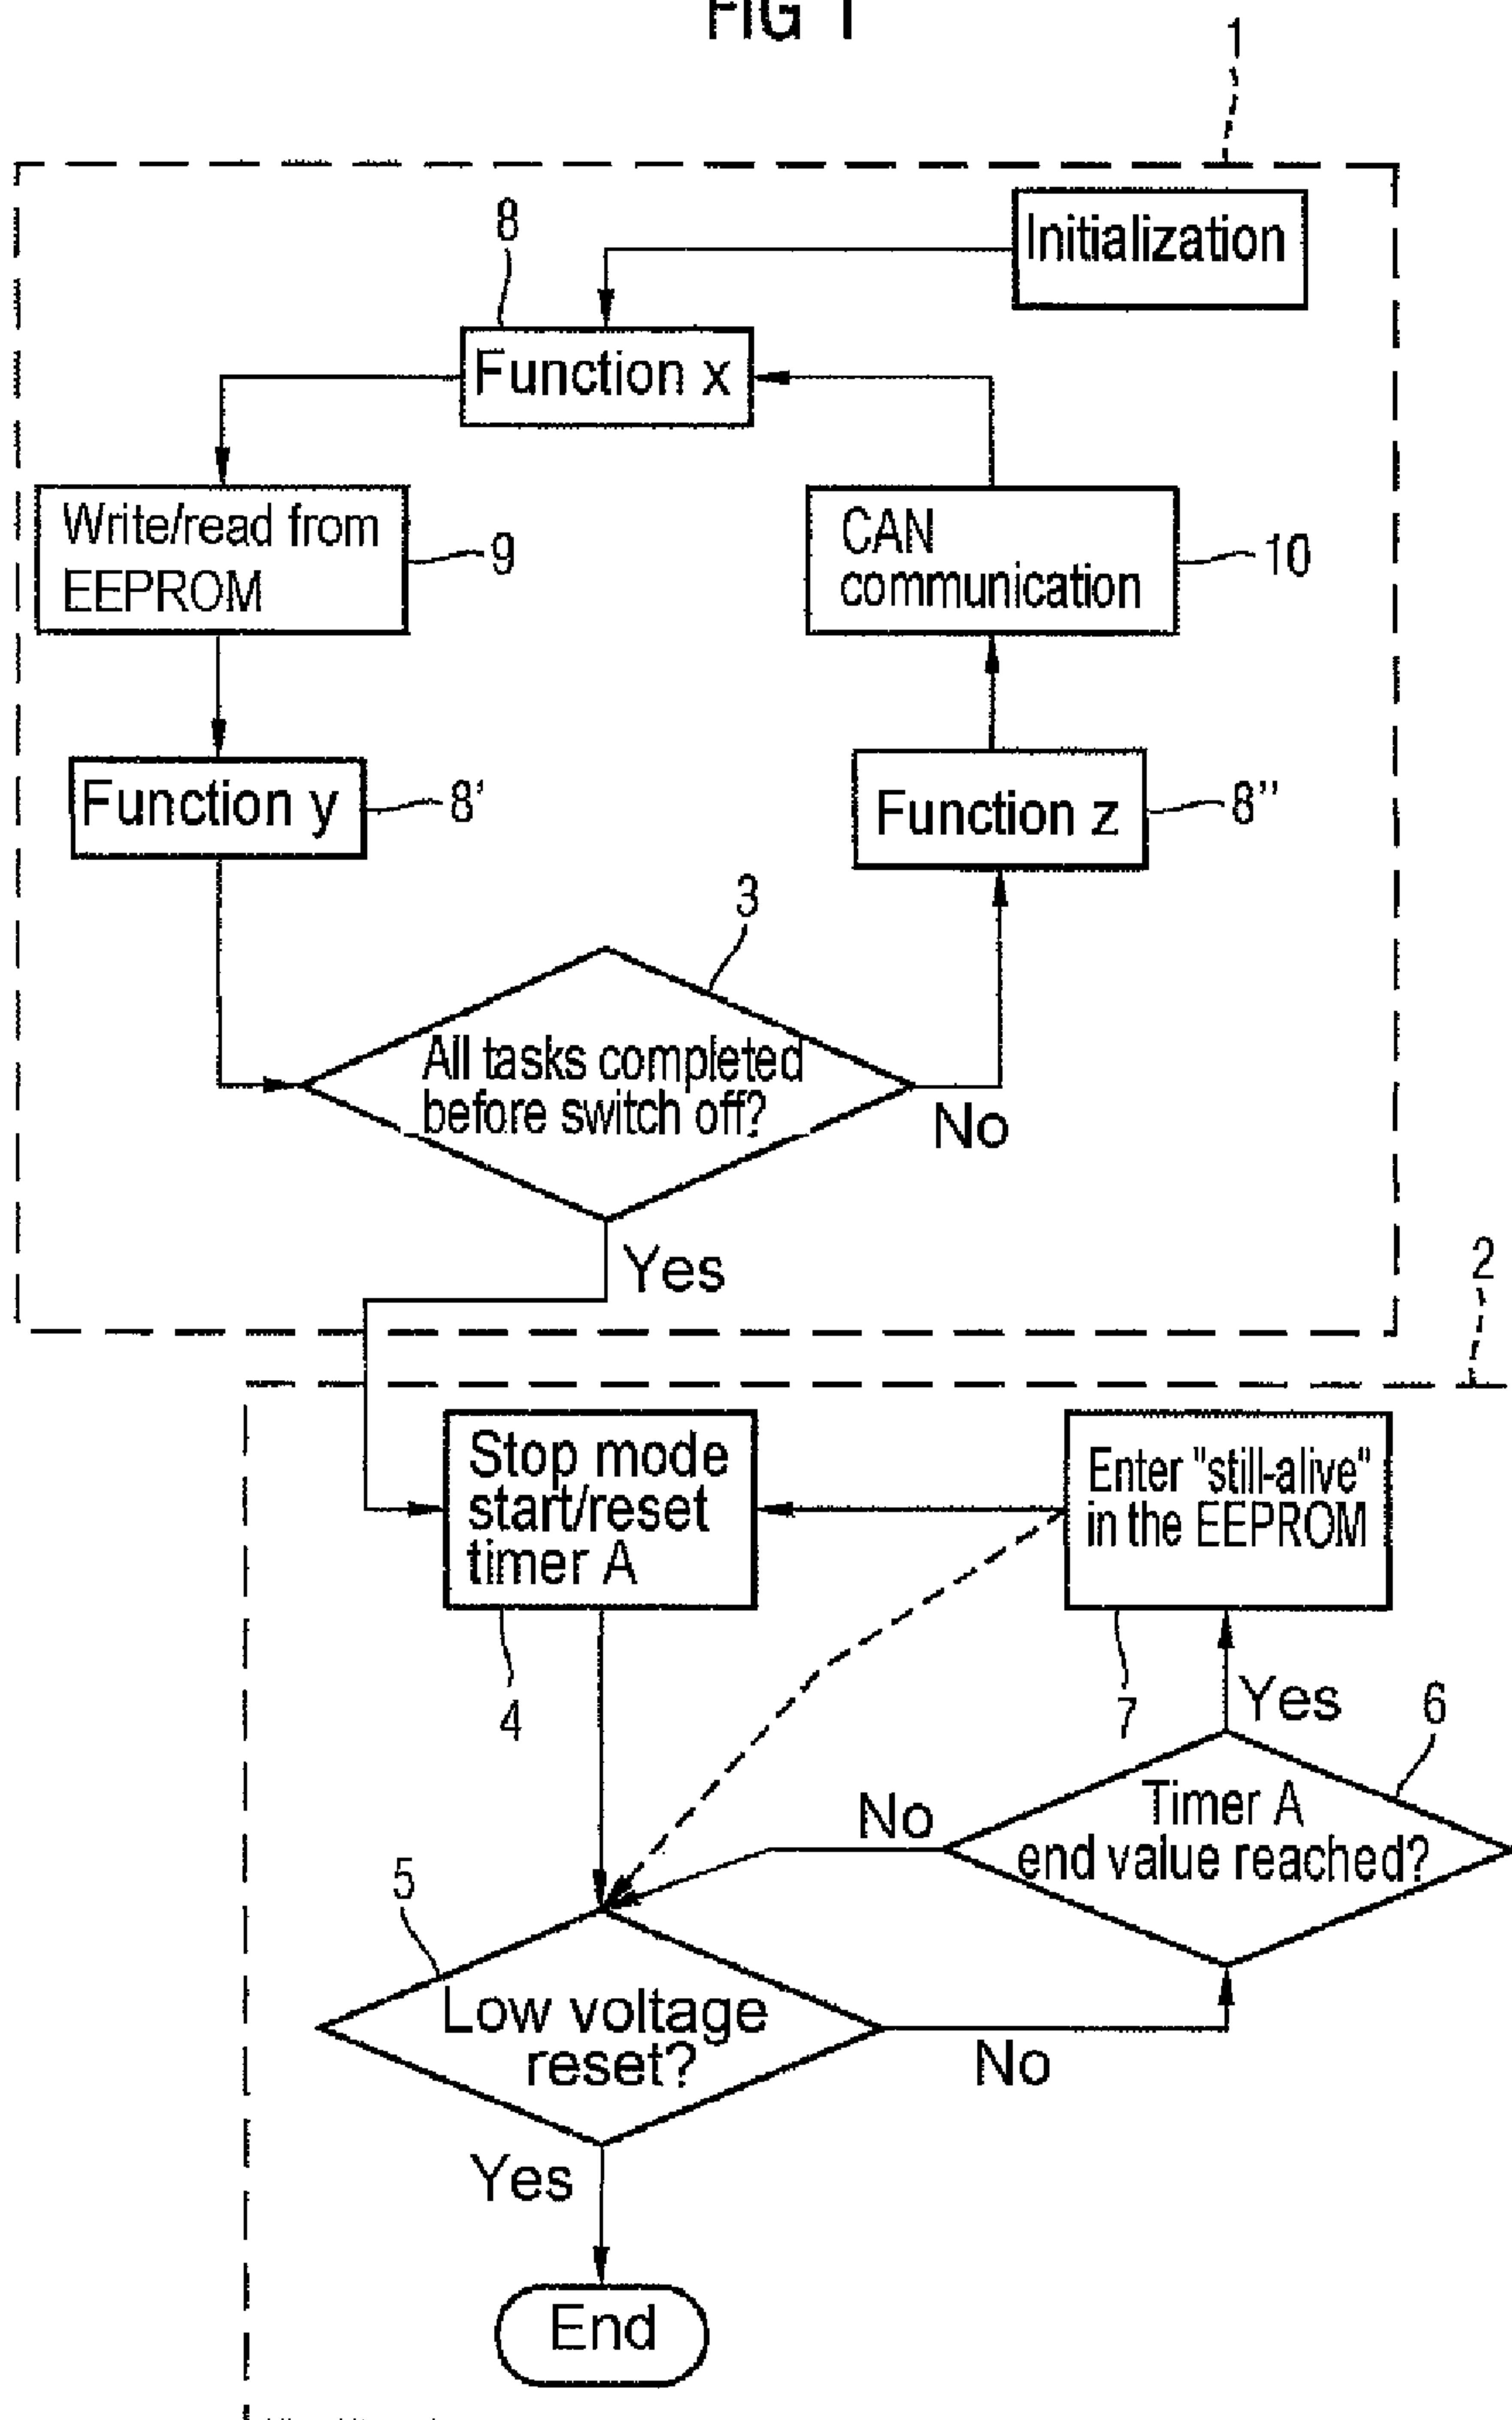 FIG 1
1
Initialization
8
Function x
Write/read from
EEPROM
9
CAN
communication
10
Function y
8'
Function z
8''
3
All tasks completed
before switch off?
No
Yes
2
Stop mode
start/reset
timer A
Enter "still-alive"
in the EEPROM
4
7
Yes
6
Timer A
end value reached?
No
5
Low voltage
reset?
No
Yes
End